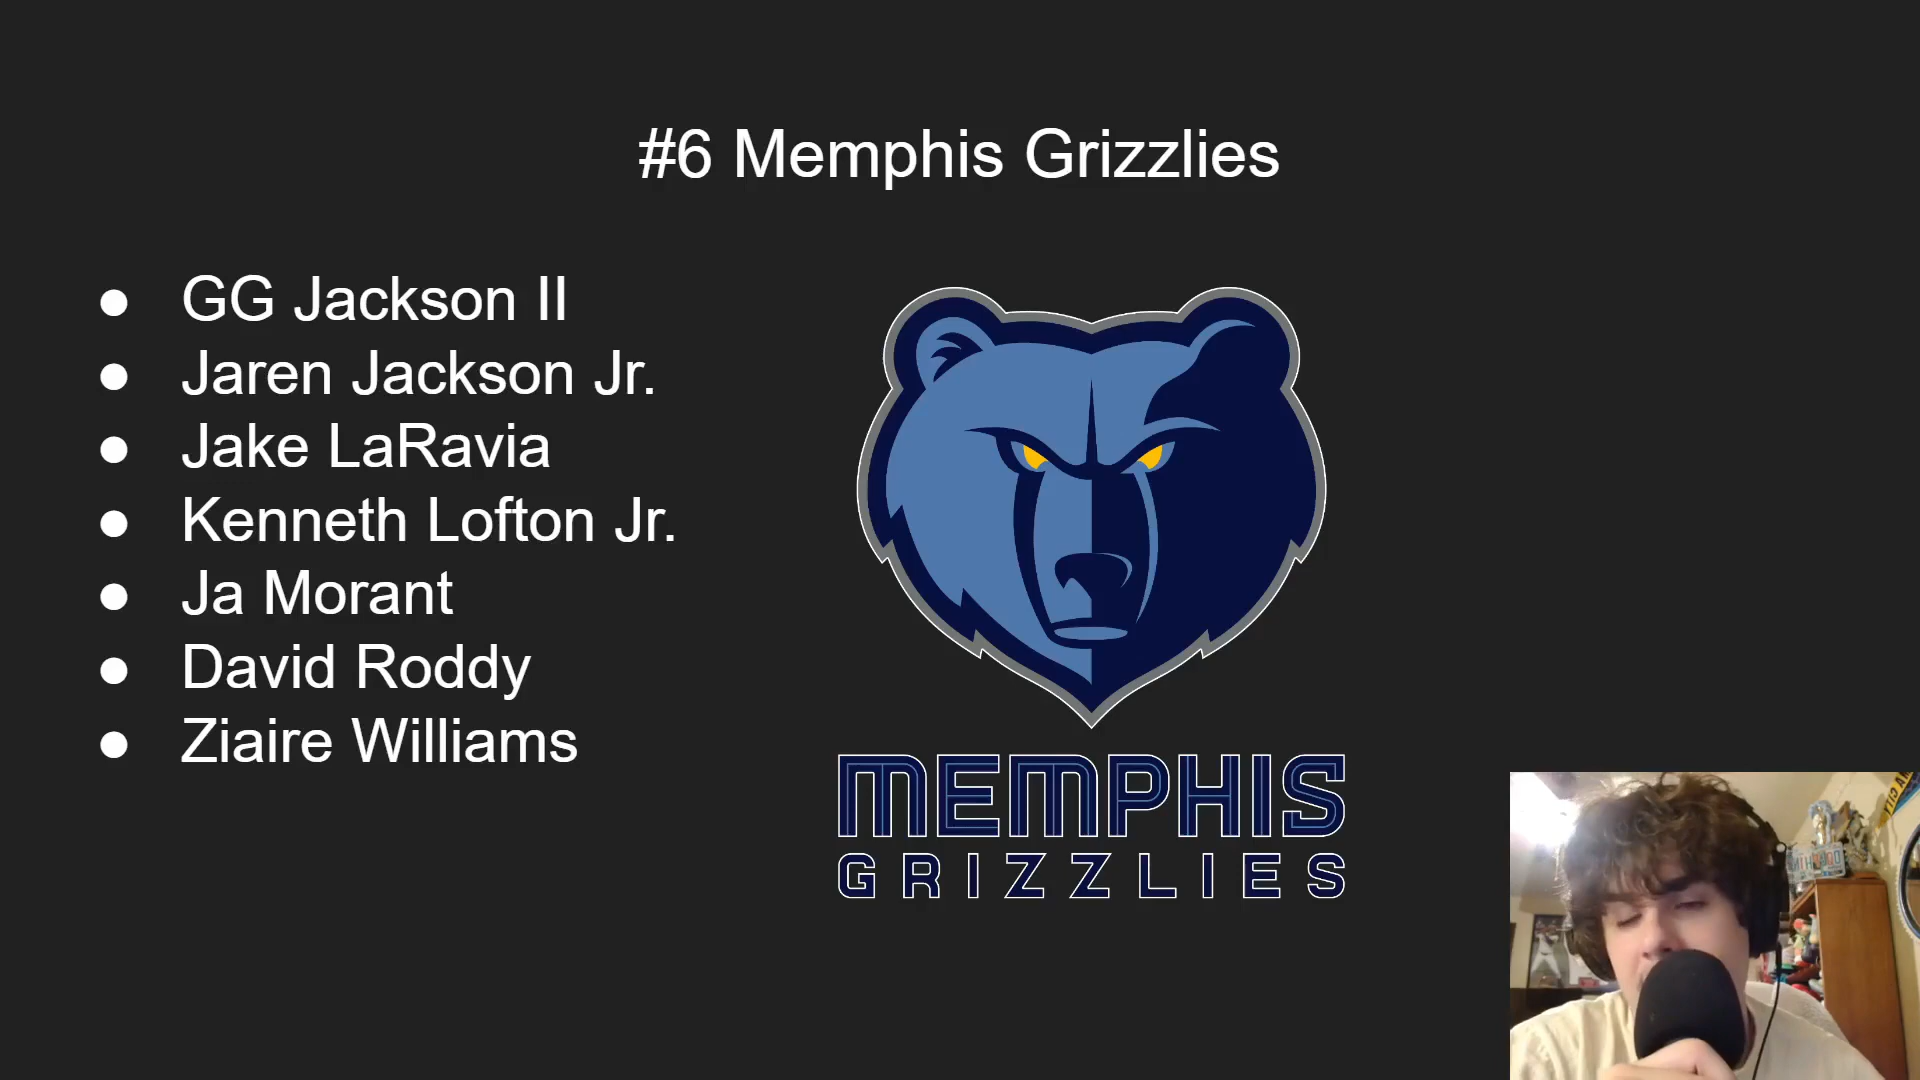 #6 Memphis Grizzlies
● GG Jackson II
● Jaren Jackson Jr.
● Jake LaRavia
● Kenneth Lofton Jr.
● Ja Morant
● David Roddy
● Ziaire Williams
MEMPHIS
GRIZZLIES